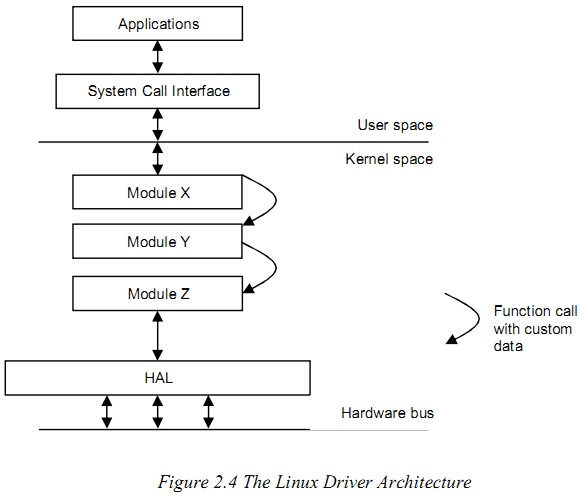 Applications
System Call Interface
User space
Kernel space
Module X
Module Y
Module Z
Function call
with custom
data
HAL
Hardware bus
Figure 2.4 The Linux Driver Architecture